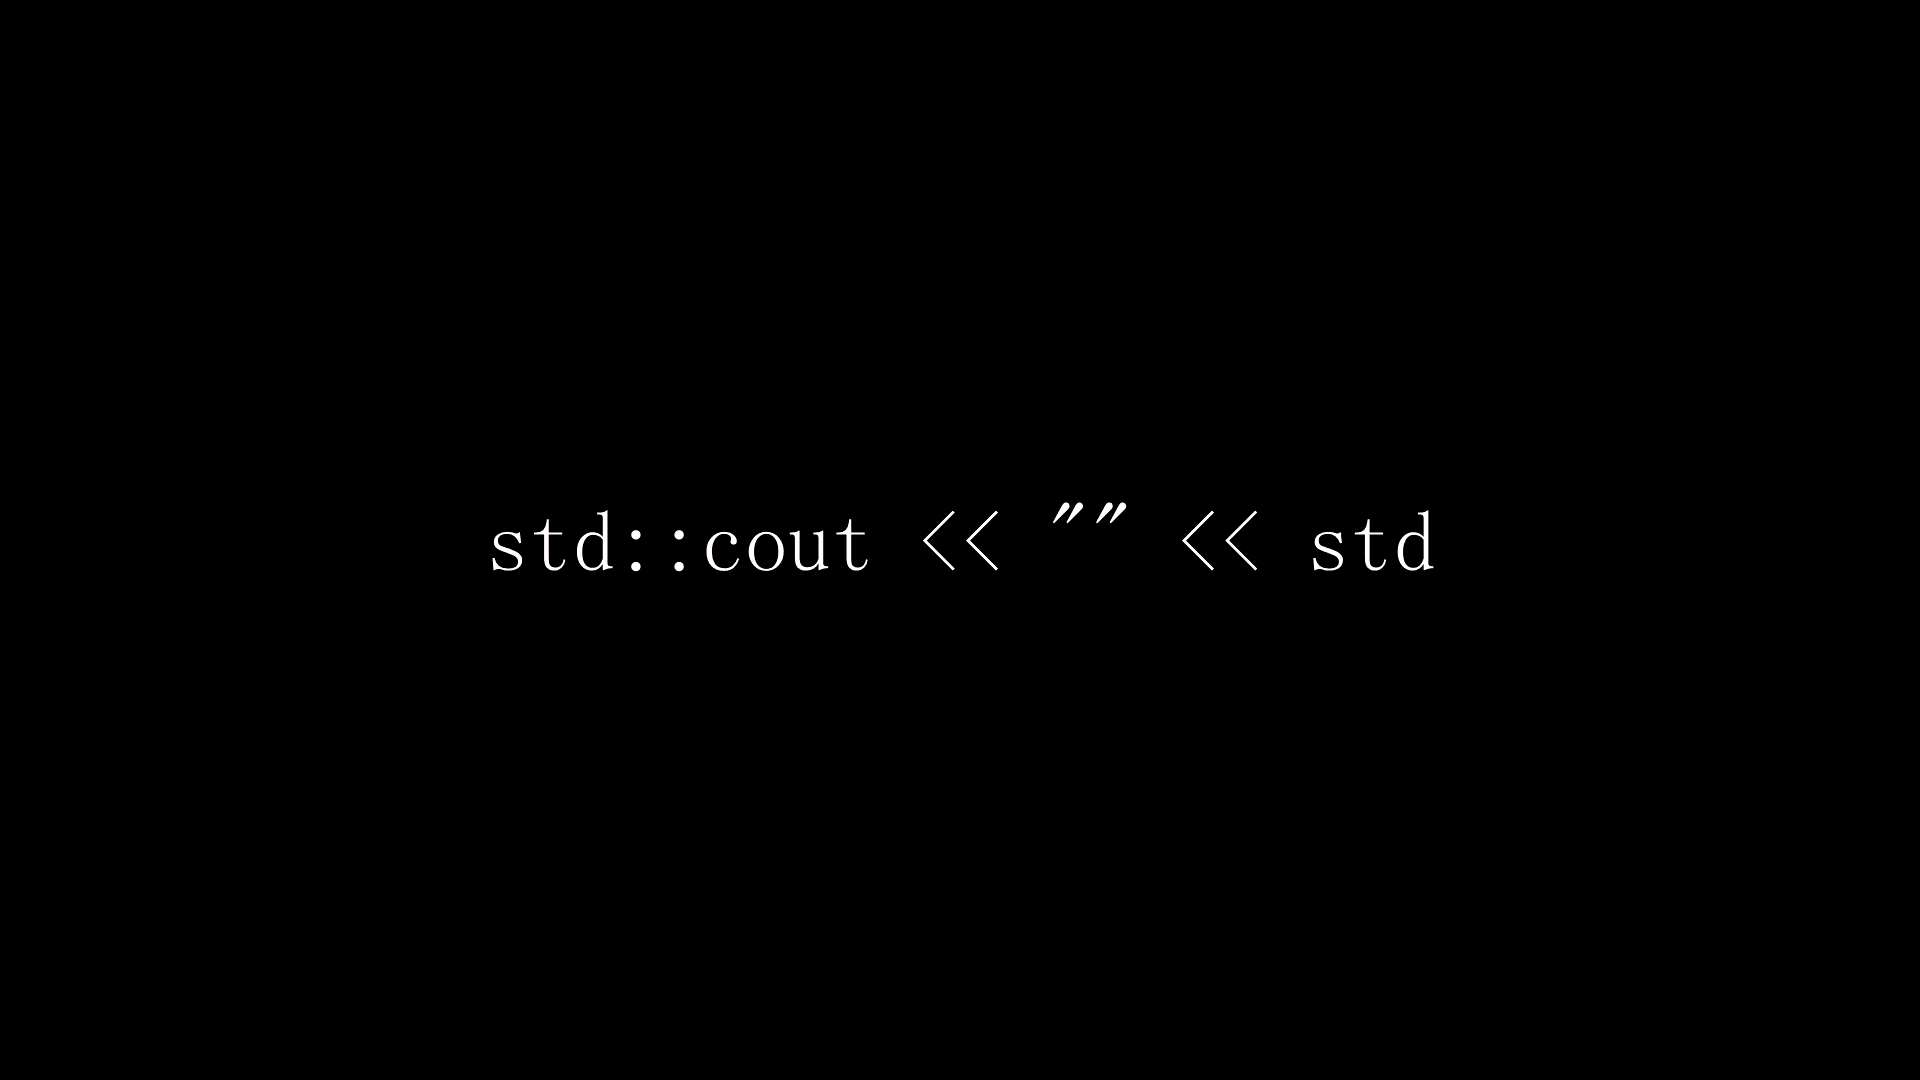 std::cout << "" << std